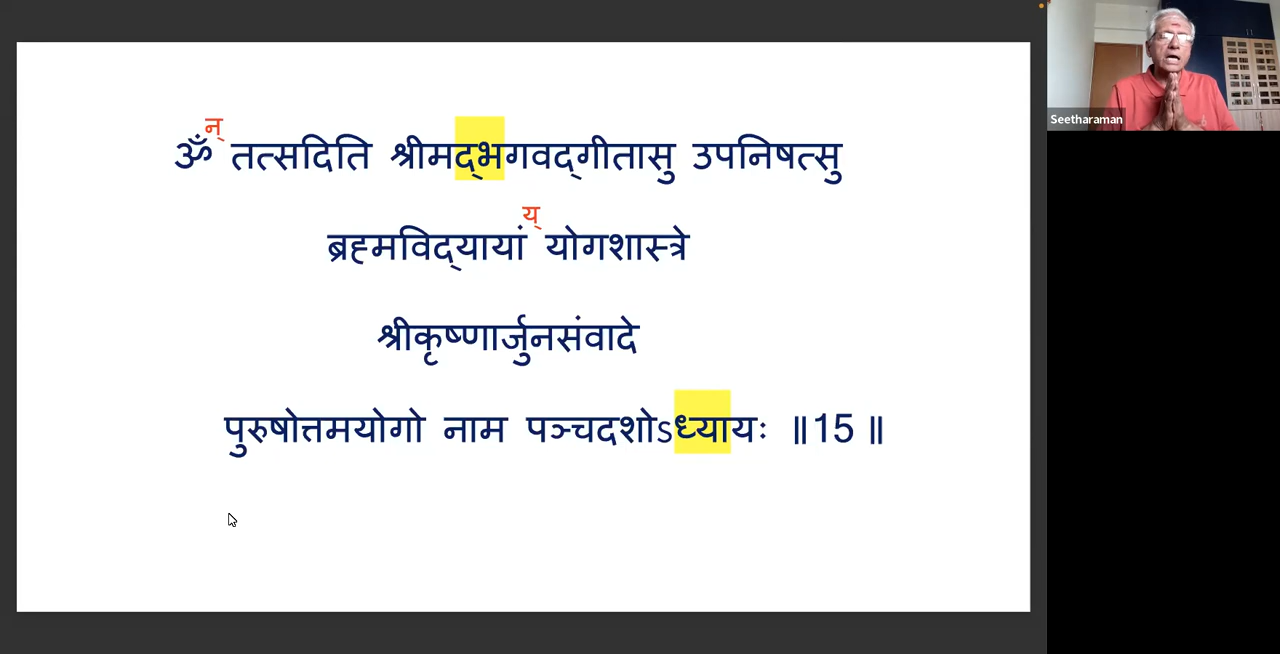 न्
ॐ तत्सदिति श्रीमद्‌भगवद्‌गीतासु उपनिषत्सु
य्
ब्रह्मविद्‌यायां योगशास्त्रे
श्रीकृष्णार्जुनसंवादे
पुरुषोत्तमयोगो नाम पञ्चदशोऽध्यायः ॥15 ॥
Seetharaman